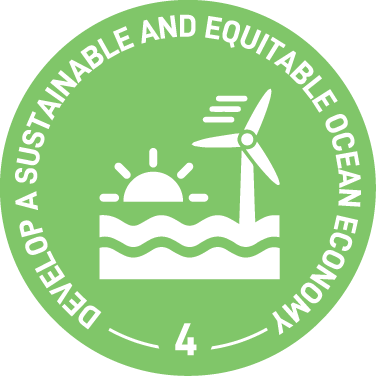 DEVELOP A SUSTAINABLE AND EQUITABLE OCEAN ECONOMY
4